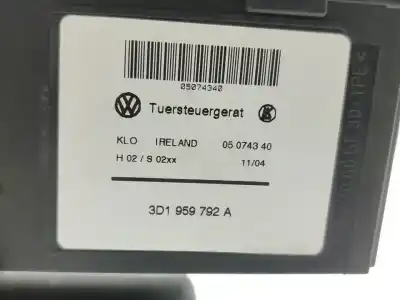 05074340
Tuersteuergerat
KLO IRELAND 05 0743 40
H 02 / S 02xx 11/04
3D1 959 792 A